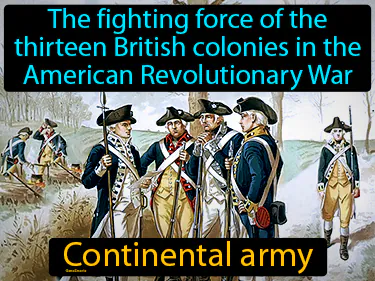 The fighting force of the
thirteen British colonies in the
American Revolutionary War
Continental army